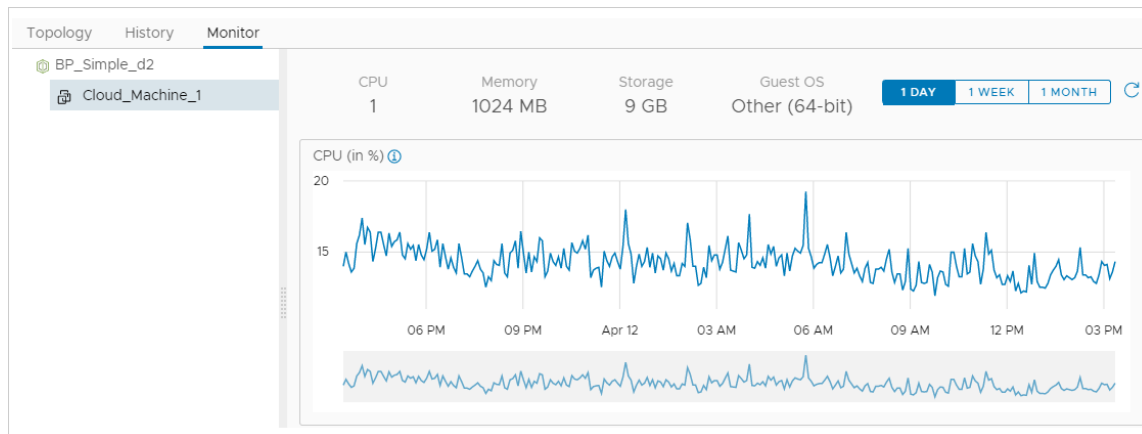 Topology History Monitor
BP_Simple_d2
Cloud_Machine_1
CPU Memory Storage Guest OS
1 1024 MB 9 GB Other (64-bit)
1 DAY 1 WEEK 1 MONTH
CPU (in %)
20
15
06 PM 09 PM Apr 12 03 AM 06 AM 09 AM 12 PM 03 PM